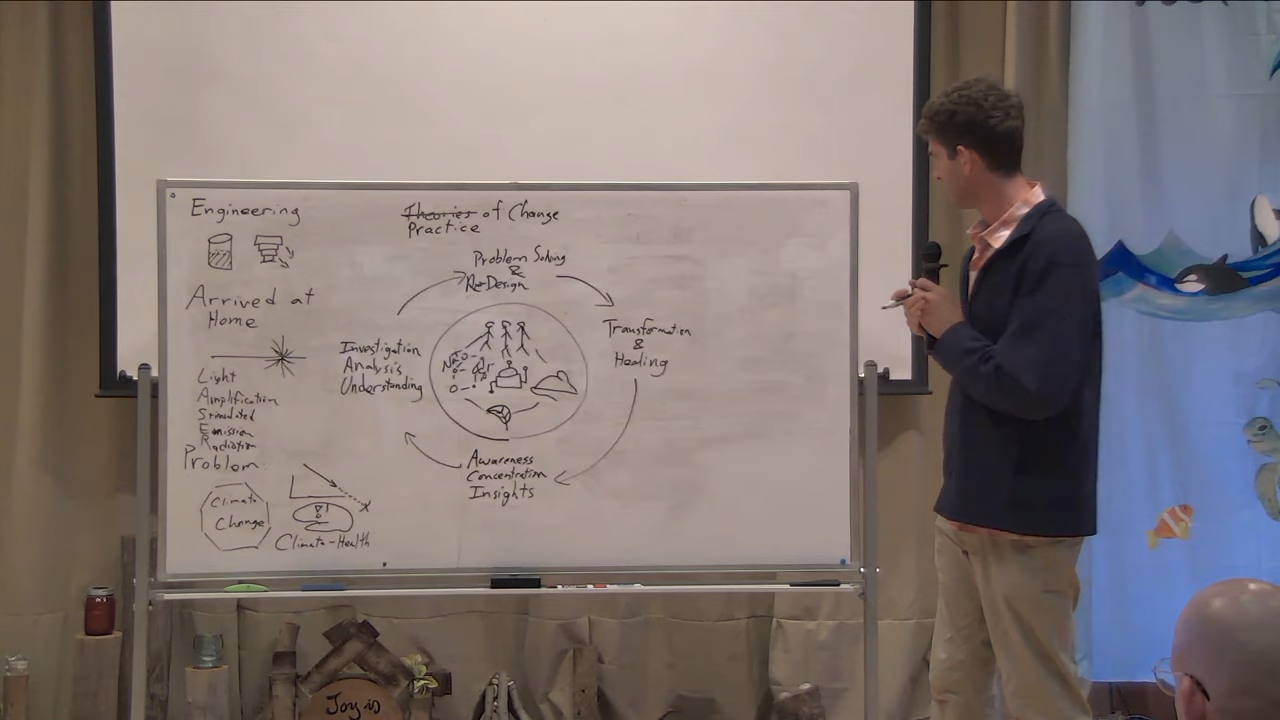 Engineering
Arrived at
Home
Light
Amplification
Stimulated
Emission
Radiation
Problem:
Climate
Change
Climate-Health
Theories of Change
Practice
Problem Solving
&
Re-Design
Transformation
&
Healing
Awareness
Concentration
Insights
Investigation
Analysis
Understanding
Joy is